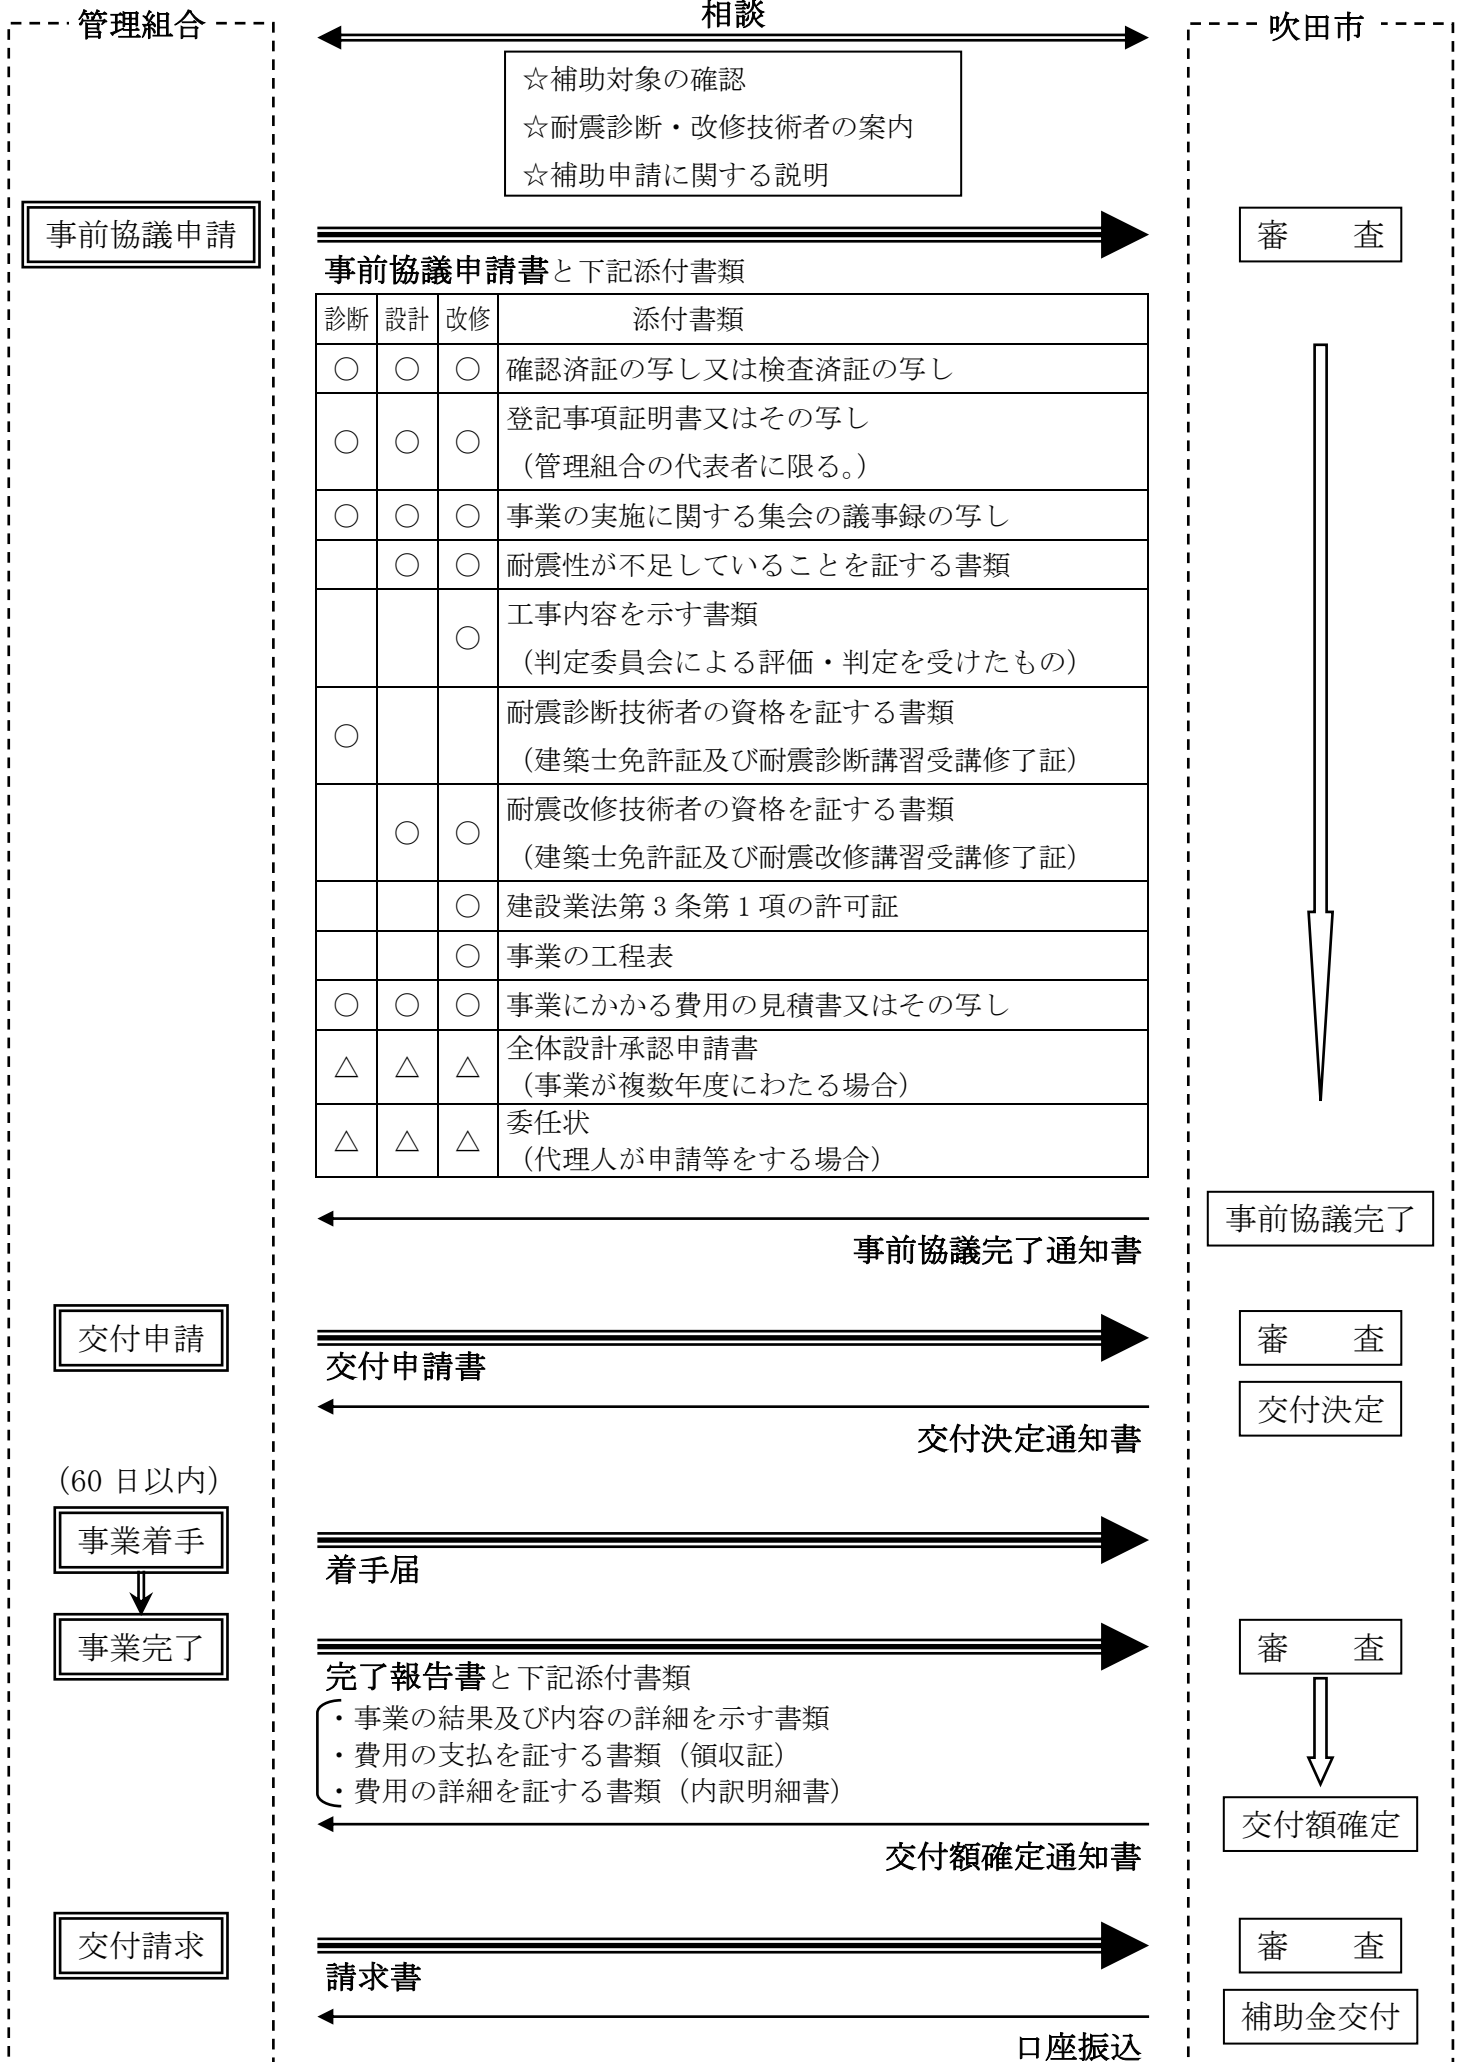 管理組合
相談
吹田市
☆補助対象の確認
☆耐震診断・改修技術者の案内
☆補助申請に関する説明
事前協議申請
審　査
事前協議申請書と下記添付書類
診断 設計 改修 添付書類
○ ○ ○ 確認済証の写し又は検査済証の写し
○ ○ ○ 登記事項証明書又はその写し
（管理組合の代表者に限る。）
○ ○ ○ 事業の実施に関する集会の議事録の写し
○ ○ 耐震性が不足していることを証する書類
○ 工事内容を示す書類
（判定委員会による評価・判定を受けたもの）
○ 耐震診断技術者の資格を証する書類
（建築士免許証及び耐震診断講習受講修了証）
○ ○ 耐震改修技術者の資格を証する書類
（建築士免許証及び耐震改修講習受講修了証）
○ 建設業法第3条第1項の許可証
○ 事業の工程表
○ ○ ○ 事業にかかる費用の見積書又はその写し
△ △ △ 全体設計承認申請書
（事業が複数年度にわたる場合）
△ △ △ 委任状
（代理人が申請等をする場合）
事前協議完了
事前協議完了通知書
交付申請
審　査
交付申請書
交付決定
交付決定通知書
（60日以内）
事業着手
着手届
事業完了
審　査
完了報告書と下記添付書類
・事業の結果及び内容の詳細を示す書類
・費用の支払を証する書類（領収証）
・費用の詳細を証する書類（内訳明細書）
交付額確定
交付額確定通知書
交付請求
審　査
請求書
補助金交付
口座振込